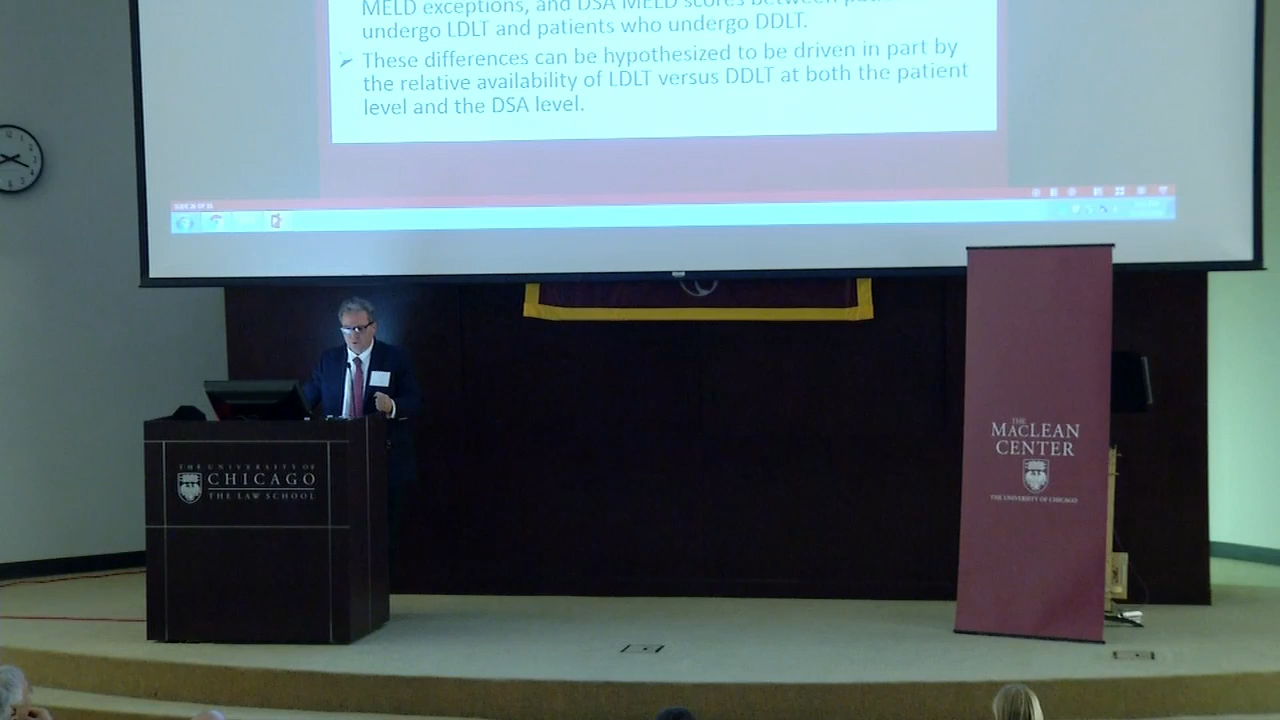 MELD exceptions, and DSA MELD scores between
undergo LDLT and patients who undergo DDLT.
These differences can be hypothesized to be driven in part by
the relative availability of LDLT versus DDLT at both the patient
level and the DSA level.
THE UNIVERSITY OF
CHICAGO
THE LAW SCHOOL
THE
MACLEAN
CENTER
THE UNIVERSITY OF CHICAGO